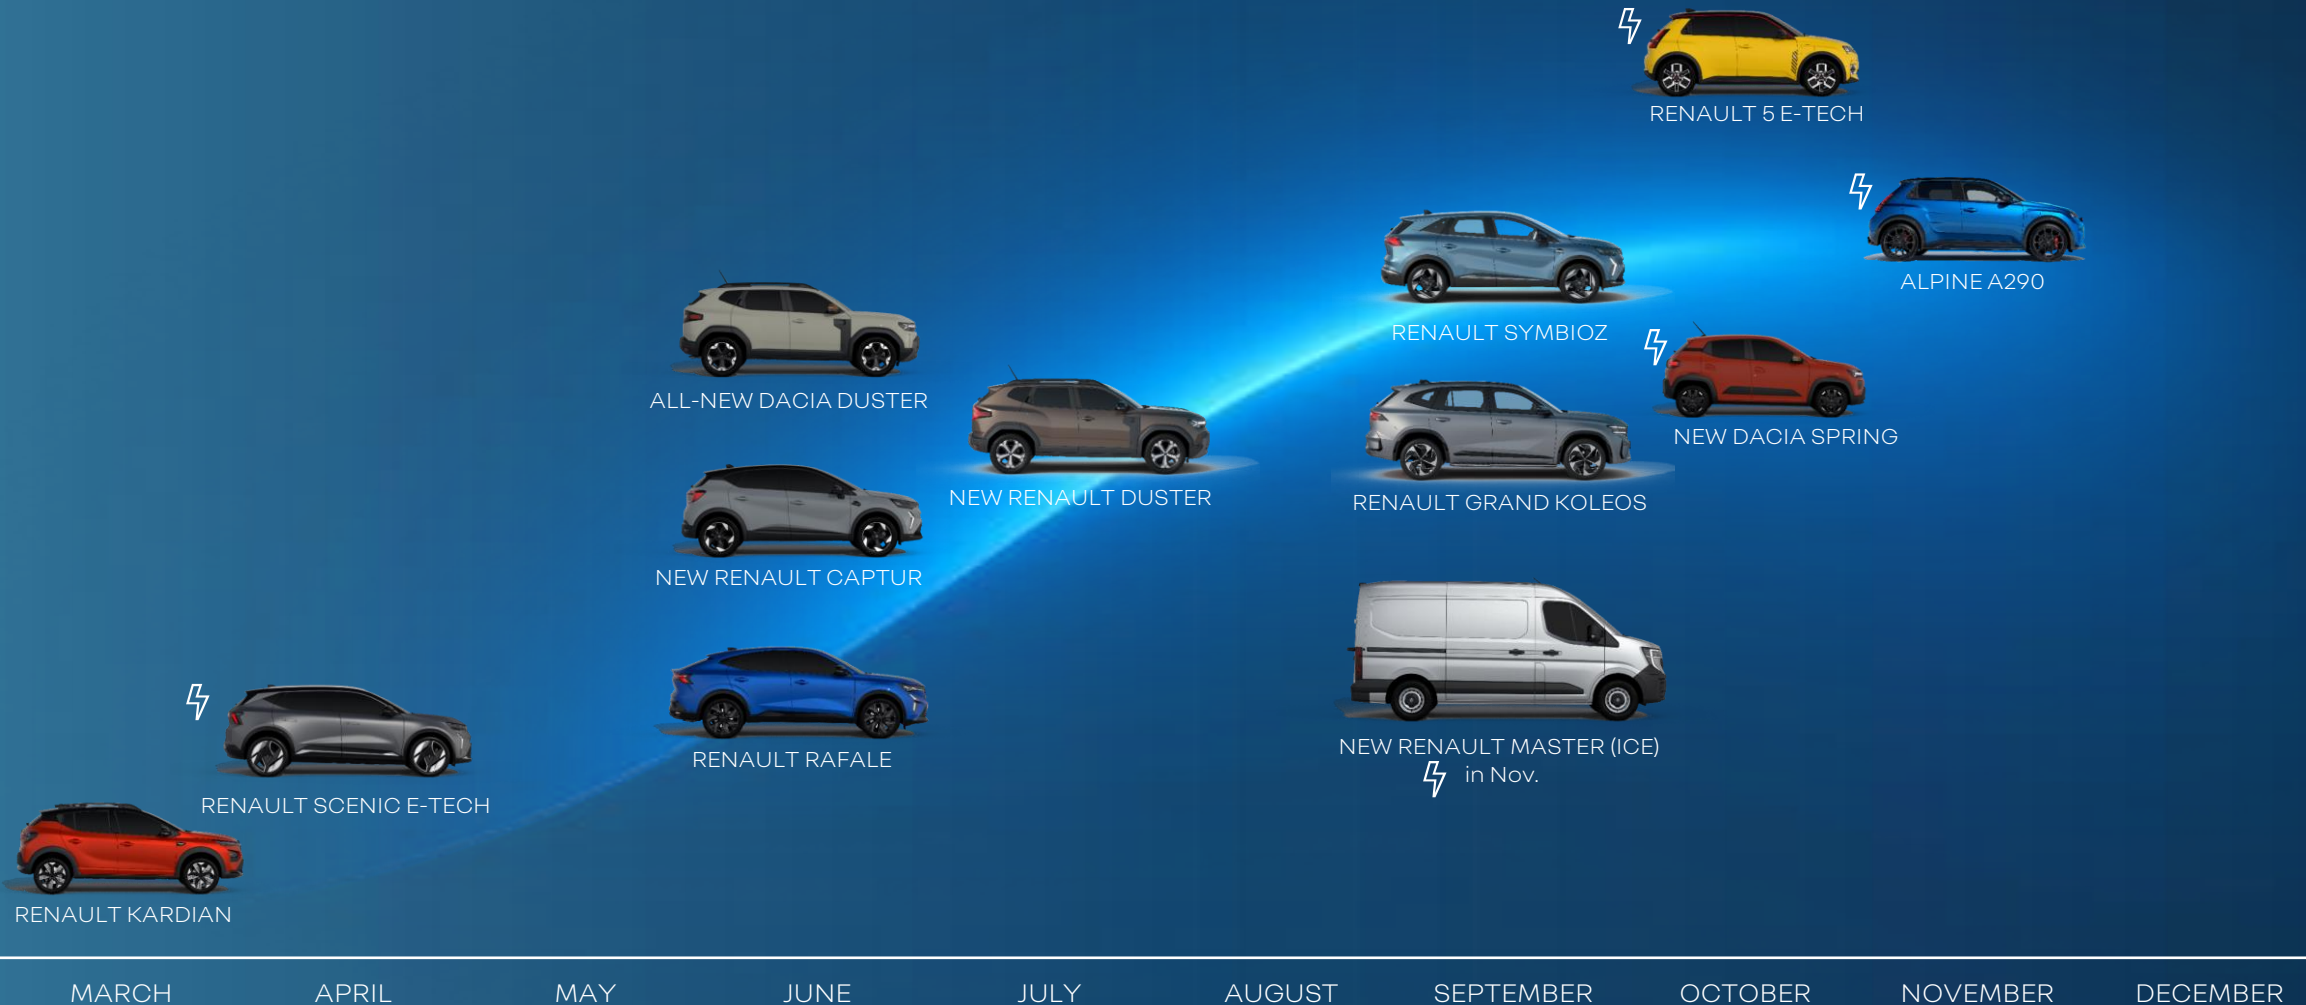 RENAULT 5 E-TECH
ALPINE A290
RENAULT SYMBIOZ
ALL-NEW DACIA DUSTER
NEW DACIA SPRING
NEW RENAULT DUSTER
RENAULT GRAND KOLEOS
NEW RENAULT CAPTUR
NEW RENAULT MASTER (ICE)
in Nov.
RENAULT RAFALE
RENAULT SCENIC E-TECH
RENAULT KARDIAN
MARCH
APRIL
MAY
JUNE
JULY
AUGUST
SEPTEMBER
OCTOBER
NOVEMBER
DECEMBER